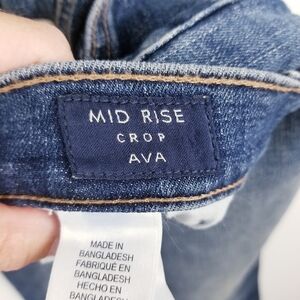 MID RISE
CROP
AVA
MADE IN
BANGLADESH
FABRIQUÉ EN
BANGLADESH
HECHO EN
BANGLADESH